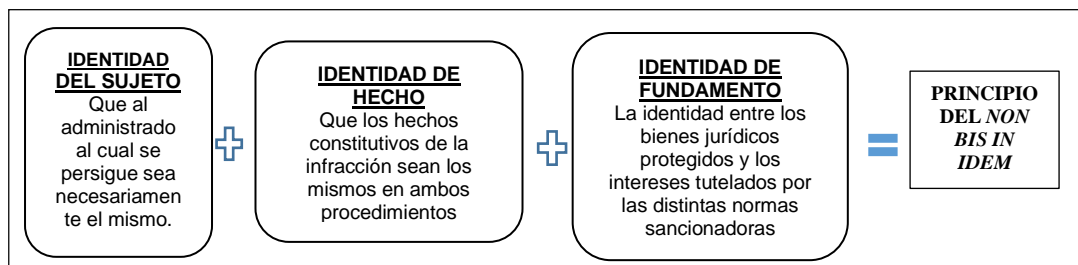 IDENTIDAD
DEL SUJETO
Que al
administrado
al cual se
persigue sea
necesariamen
te el mismo.
IDENTIDAD DE
HECHO
Que los hechos
constitutivos de la
infracción sean los
mismos en ambos
procedimientos
IDENTIDAD DE
FUNDAMENTO
La identidad entre los
bienes jurídicos
protegidos y los
intereses tutelados por
las distintas normas
sancionadoras
PRINCIPIO
DEL NON
BIS IN
IDEM